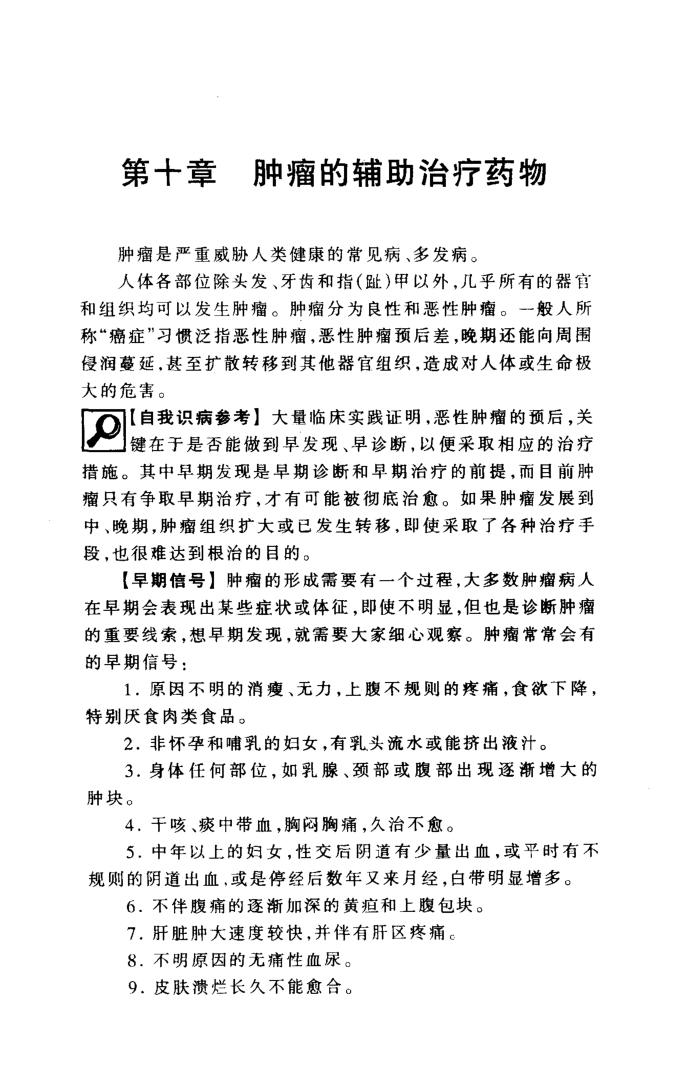 第十章 肿瘤的辅助治疗药物
肿瘤是严重威胁人类健康的常见病、多发病。
人体各部位除头发、牙齿和指(趾)甲以外,几乎所有的器官
和组织均可以发生肿瘤。肿瘤分为良性和恶性肿瘤。一般人所
称“癌症”习惯泛指恶性肿瘤,恶性肿瘤预后差,晚期还能向周围
侵润蔓延,甚至扩散转移到其他器官组织,造成对人体或生命极
大的危害。
【自我识病参考】大量临床实践证明,恶性肿瘤的预后,关
键在于是否能做到早发现、早诊断,以便采取相应的治疗
措施。其中早期发现是早期诊断和早期治疗的前提,而目前肿
瘤只有争取早期治疗,才有可能被彻底治愈。如果肿瘤发展到
中、晚期,肿瘤组织扩大或已发生转移,即使采取了各种治疗手
段,也很难达到根治的目的。
【早期信号】肿瘤的形成需要有一个过程,大多数肿瘤病人
在早期会表现出某些症状或体征,即使不明显,但也是诊断肿瘤
的重要线索,想早期发现,就需要大家细心观察。肿瘤常常会有
的早期信号:
1. 原因不明的消瘦、无力,上腹不规则的疼痛,食欲下降,
特别厌食肉类食品。
2. 非怀孕和哺乳的妇女,有乳头流水或能挤出液汁。
3. 身体任何部位,如乳腺、颈部或腹部出现逐渐增大的
肿块。
4. 干咳、痰中带血,胸闷胸痛,久治不愈。
5. 中年以上的妇女,性交后阴道有少量出血,或平时有不
规则的阴道出血,或是停经后数年又来月经,白带明显增多。
6. 不伴腹痛的逐渐加深的黄疸和上腹包块。
7. 肝脏肿大速度较快,并伴有肝区疼痛。
8. 不明原因的无痛性血尿。
9. 皮肤溃烂长久不能愈合。